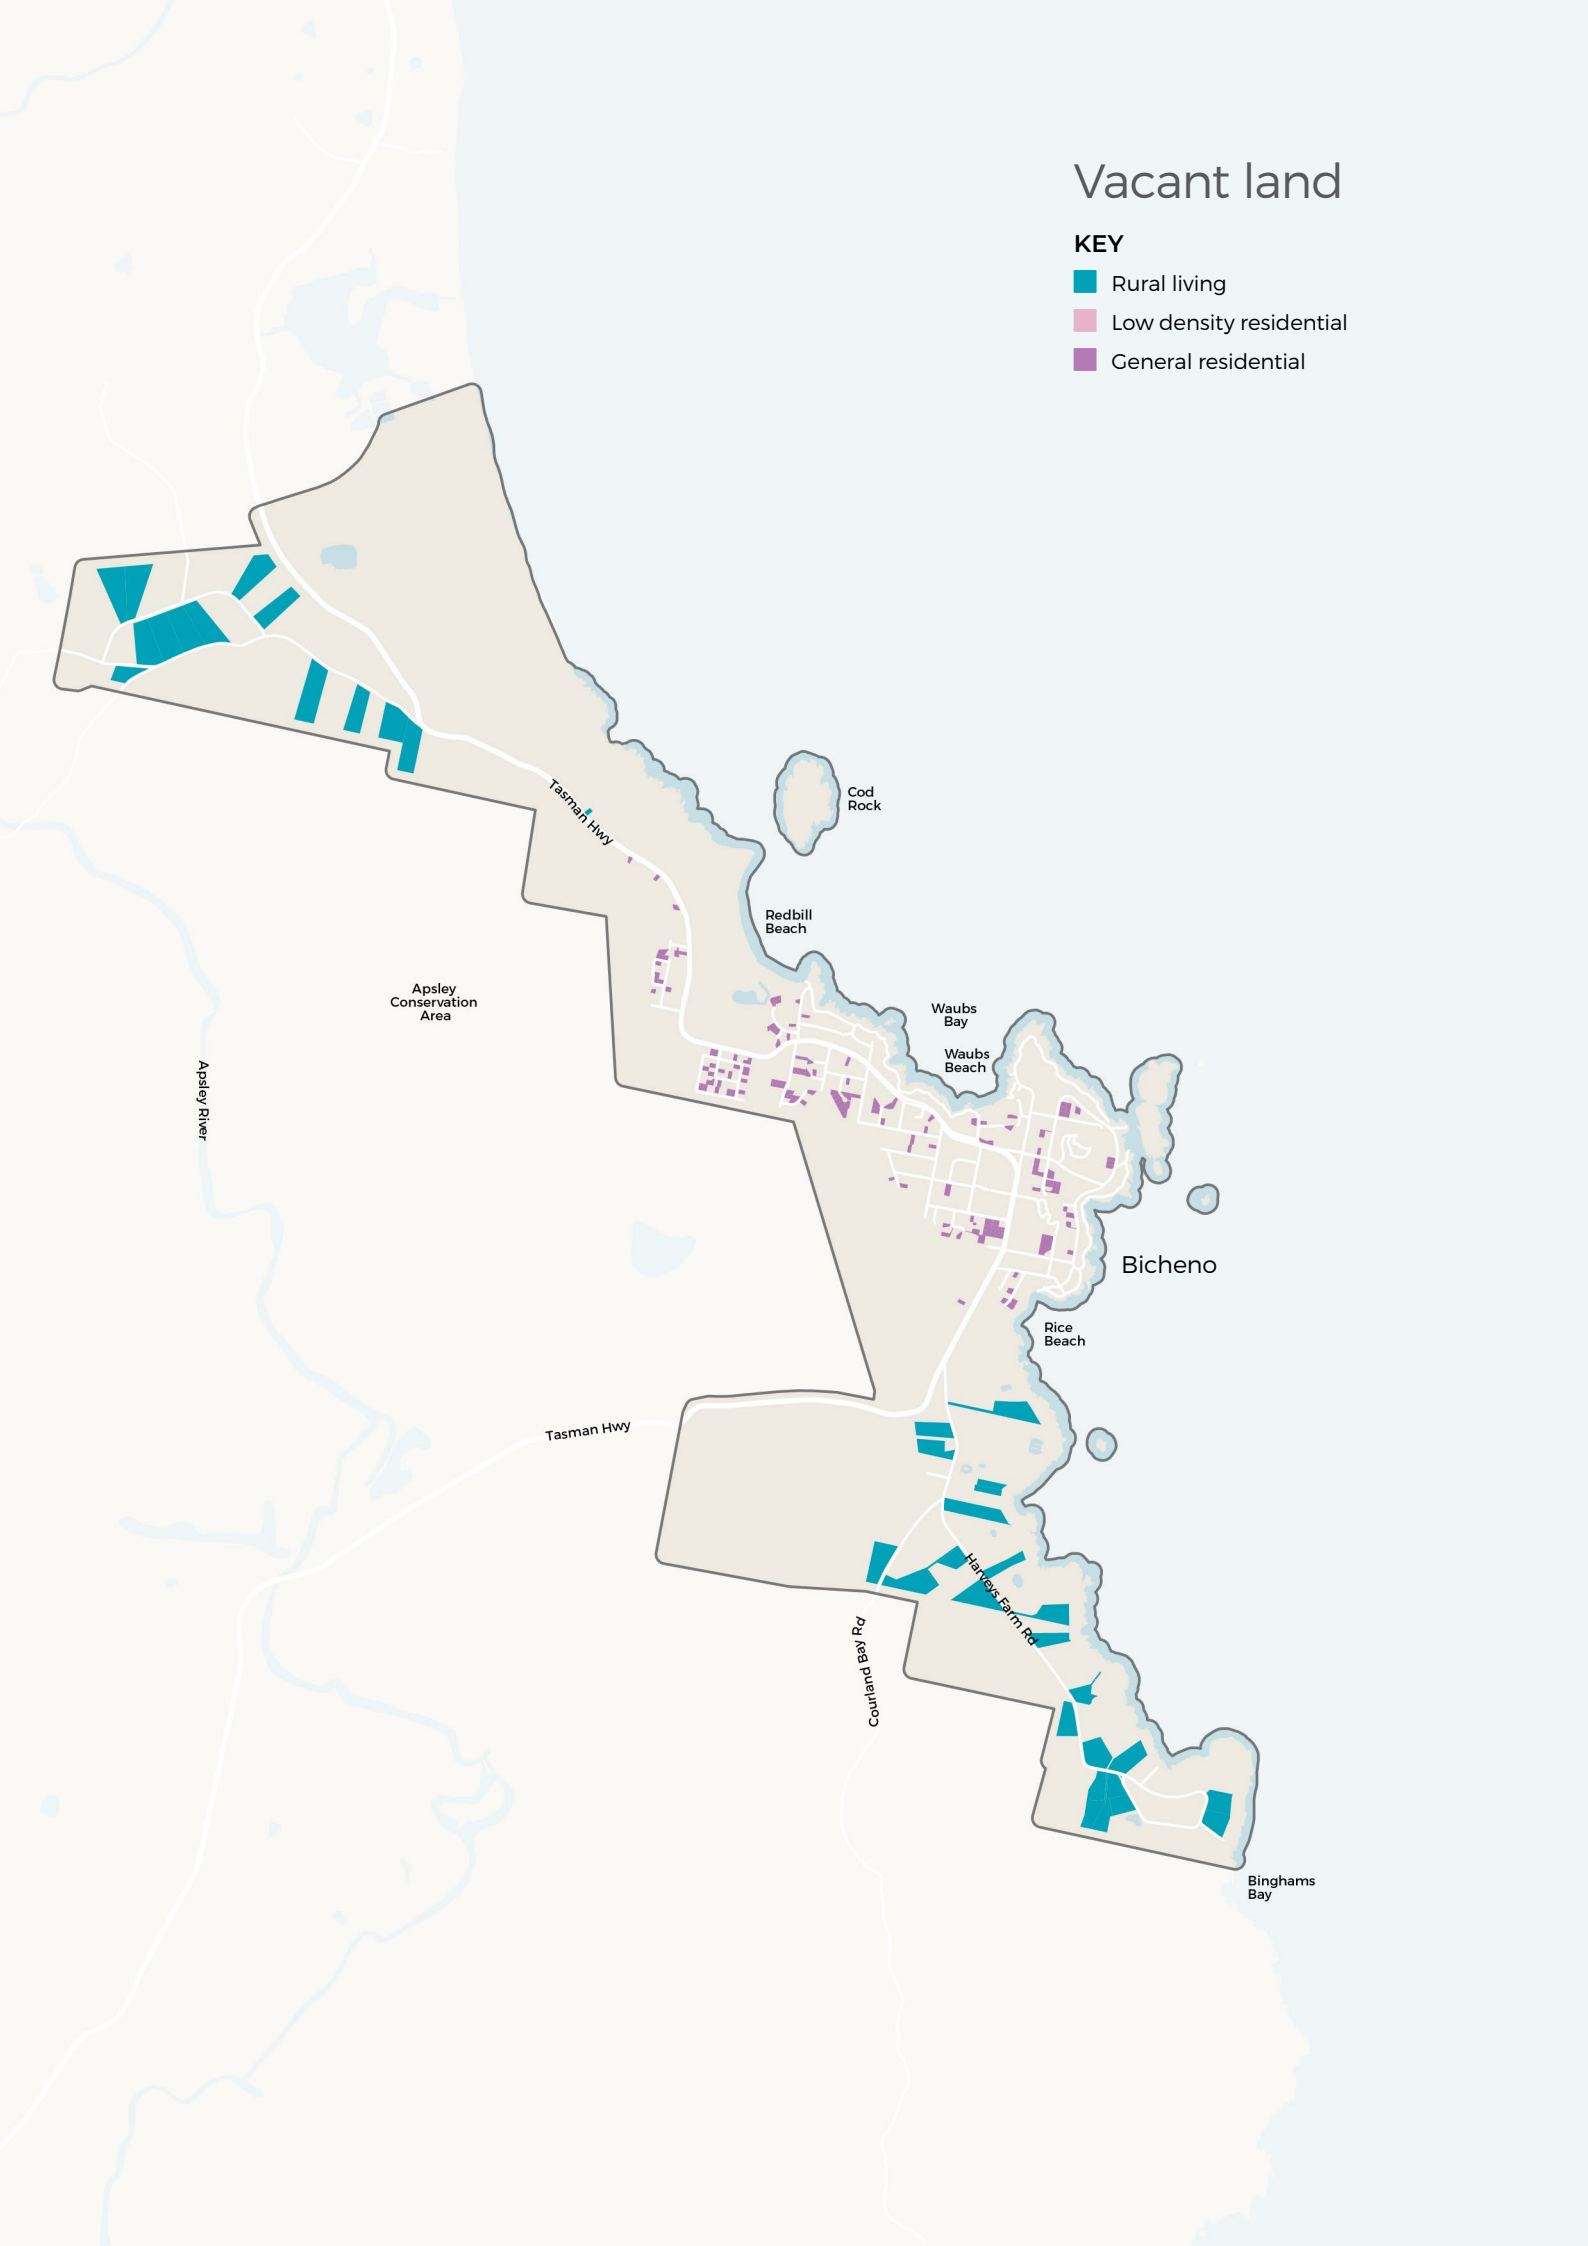 Vacant land
KEY
Rural living
Low density residential
General residential
Tasman Hwy
Cod
Rock
Redbill
Beach
Apsley
Conservation
Area
Waubs
Bay
Waubs
Beach
Apsley River
Bicheno
Rice
Beach
Tasman Hwy
Harveys Farm Rd
Courland Bay Rd
Binghams
Bay